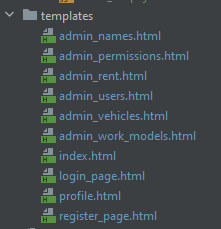 templates
admin_names.html
admin_permissions.html
admin_rent.html
admin_users.html
admin_vehicles.html
admin_work_models.html
index.html
login_page.html
profile.html
register_page.html